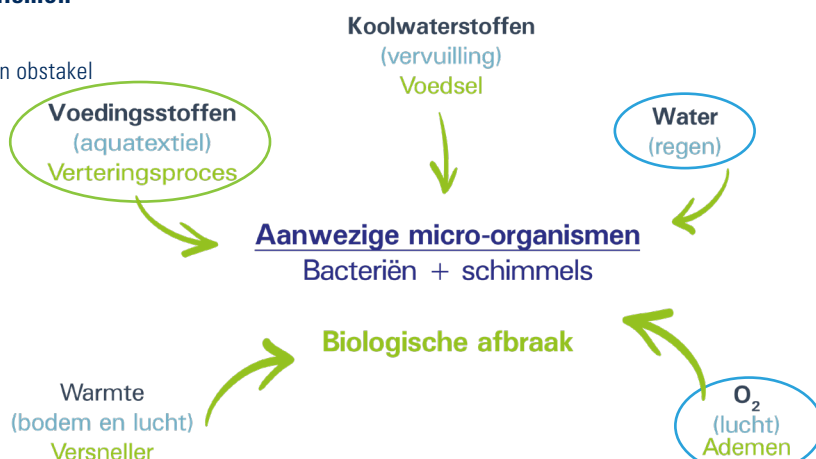 n obstakel
Koolwaterstoffen
(vervuilling)
Voedsel
Voedingsstoffen
(aquatextiel)
Verteringsproces
Water
(regen)
Aanwezige micro-organismen
Bacteriën + schimmels
Biologische afbraak
Warmte
(bodem en lucht)
Versneller
O₂
(lucht)
Ademen